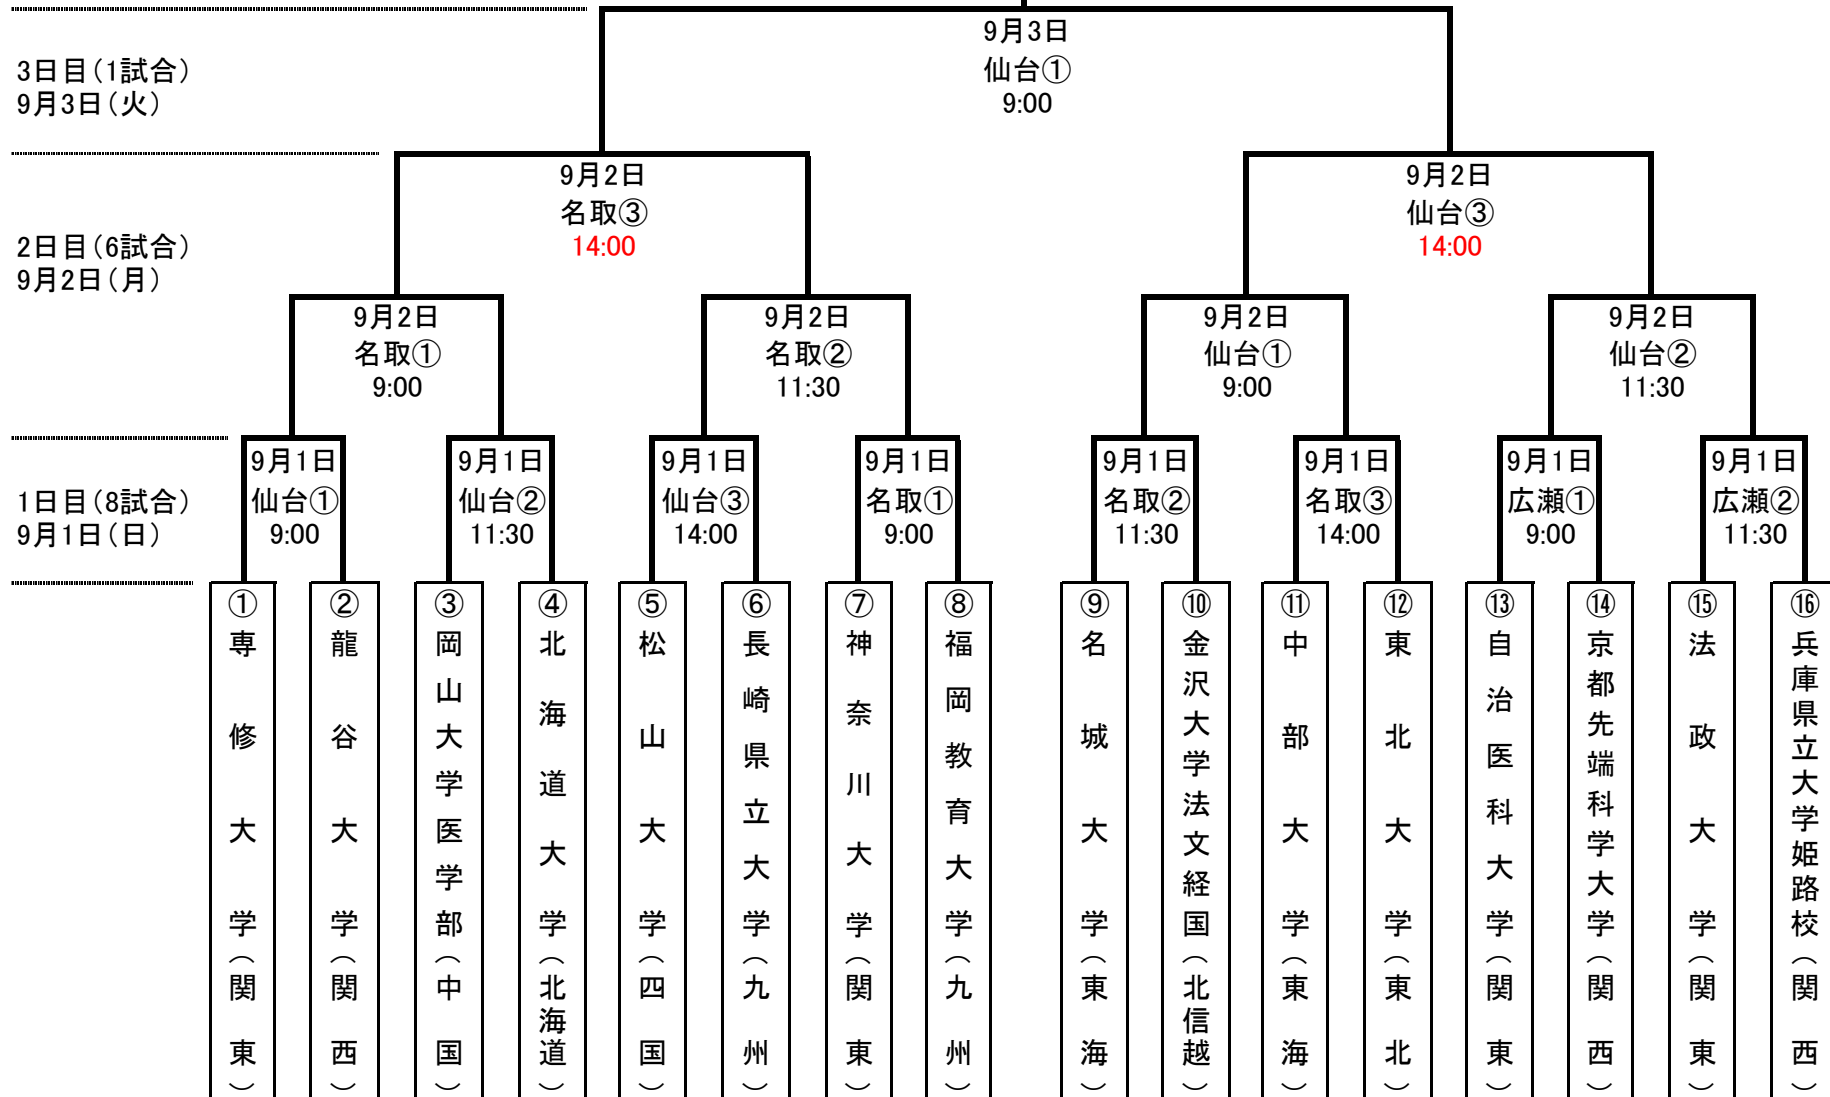 9月3日
仙台①
9:00
3日目(1試合)
9月3日(火)
9月2日
名取③
14:00
9月2日
仙台③
14:00
2日目(6試合)
9月2日(月)
9月2日
名取①
9:00
9月2日
名取②
11:30
9月2日
仙台①
9:00
9月2日
仙台②
11:30
1日目(8試合)
9月1日(日)
9月1日
仙台①
9:00
9月1日
仙台②
11:30
9月1日
仙台③
14:00
9月1日
名取①
9:00
9月1日
名取②
11:30
9月1日
名取③
14:00
9月1日
広瀬①
9:00
9月1日
広瀬②
11:30
①専修大学(関東)
②龍谷大学(関西)
③岡山大学医学部(中国)
④北海道大学(北海道)
⑤松山大学(四国)
⑥長崎県立大学(九州)
⑦神奈川大学(関東)
⑧福岡教育大学(九州)
⑨名城大学(東海)
⑩金沢大学法文経国(北信越)
⑪中部大学(東海)
⑫東北大学(東北)
⑬自治医科大学(関東)
⑭京都先端科学大学(関西)
⑮法政大学(関東)
⑯兵庫県立大学姫路校(関西)